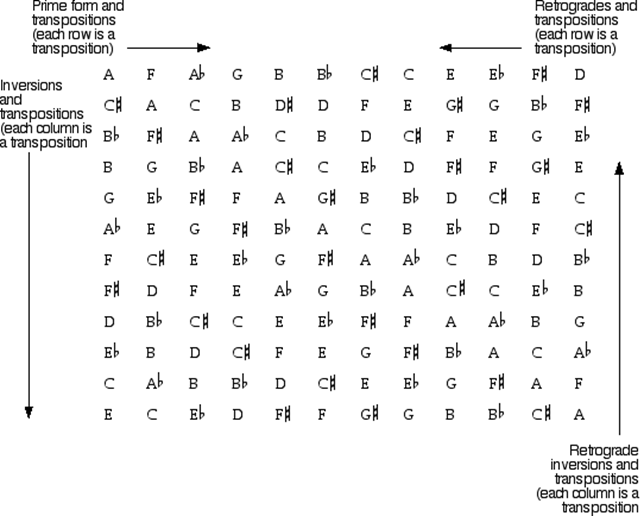 Prime form and
transpositions
(each row is a
transposition)
Retrogrades and
transpositions
(each row is a
transposition)
Inversions
and
transpositions
(each column is
a transposition
A F A♭ G B B♭ C♯ C E E♭ F♯ D
C♯ A C B D♯ D F E G♯ G B♭ F♯
B♭ F♯ A A♭ C B D C♯ F E G E♭
B G B♭ A C♯ C E♭ D F♯ F G♯ E
G E♭ F♯ F A G♯ B B♭ D C♯ E C
A♭ E G F♯ B♭ A C B E♭ D F C♯
F C♯ E E♭ G F♯ A A♭ C B D B♭
F♯ D F E A♭ G B♭ A C♯ C E♭ B
D B♭ C♯ C E E♭ F♯ F A A♭ B G
E♭ B D C♯ F E G F♯ B♭ A C A♭
C A♭ B B♭ D C♯ E E♭ G F♯ A F
E C E♭ D F♯ F G♯ G B B♭ C♯ A
Retrograde
inversions and
transpositions
(each column is a
transposition